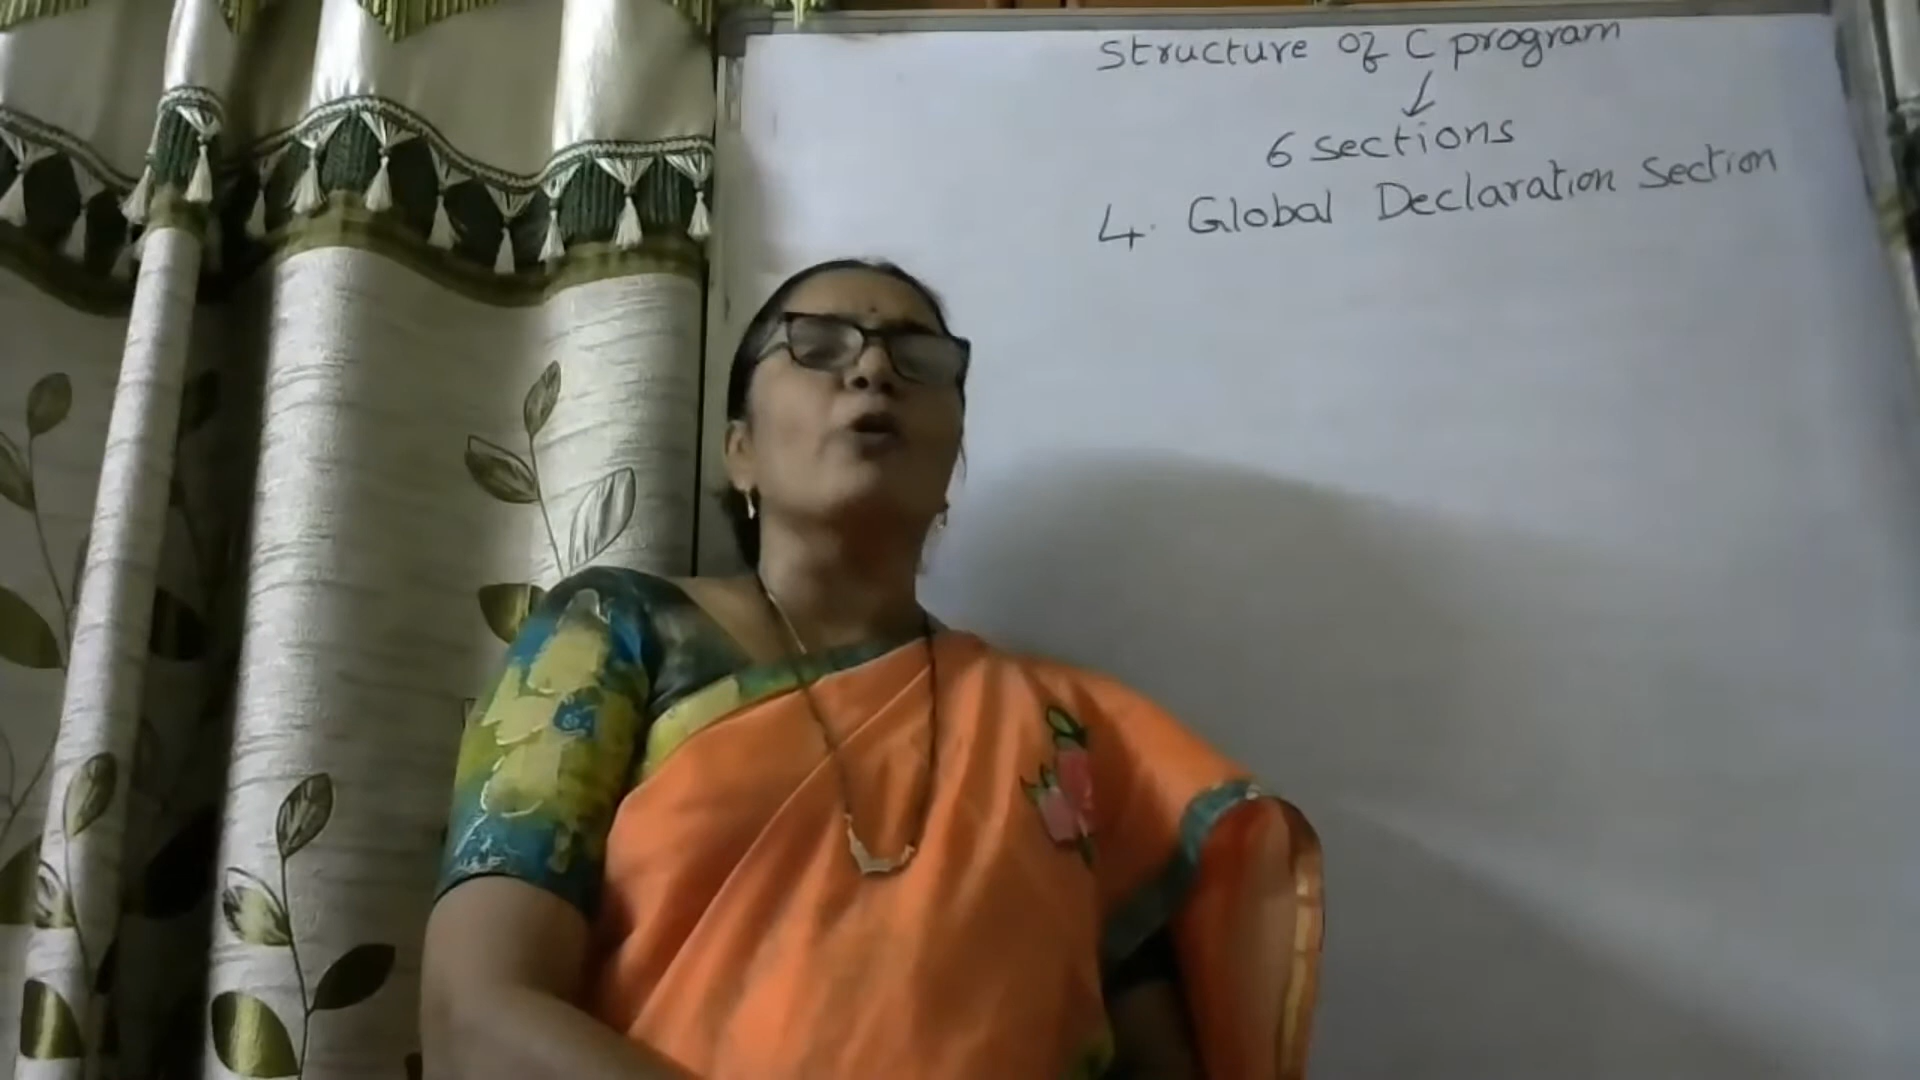 Structure of C program
6 sections
4. Global Declaration Section